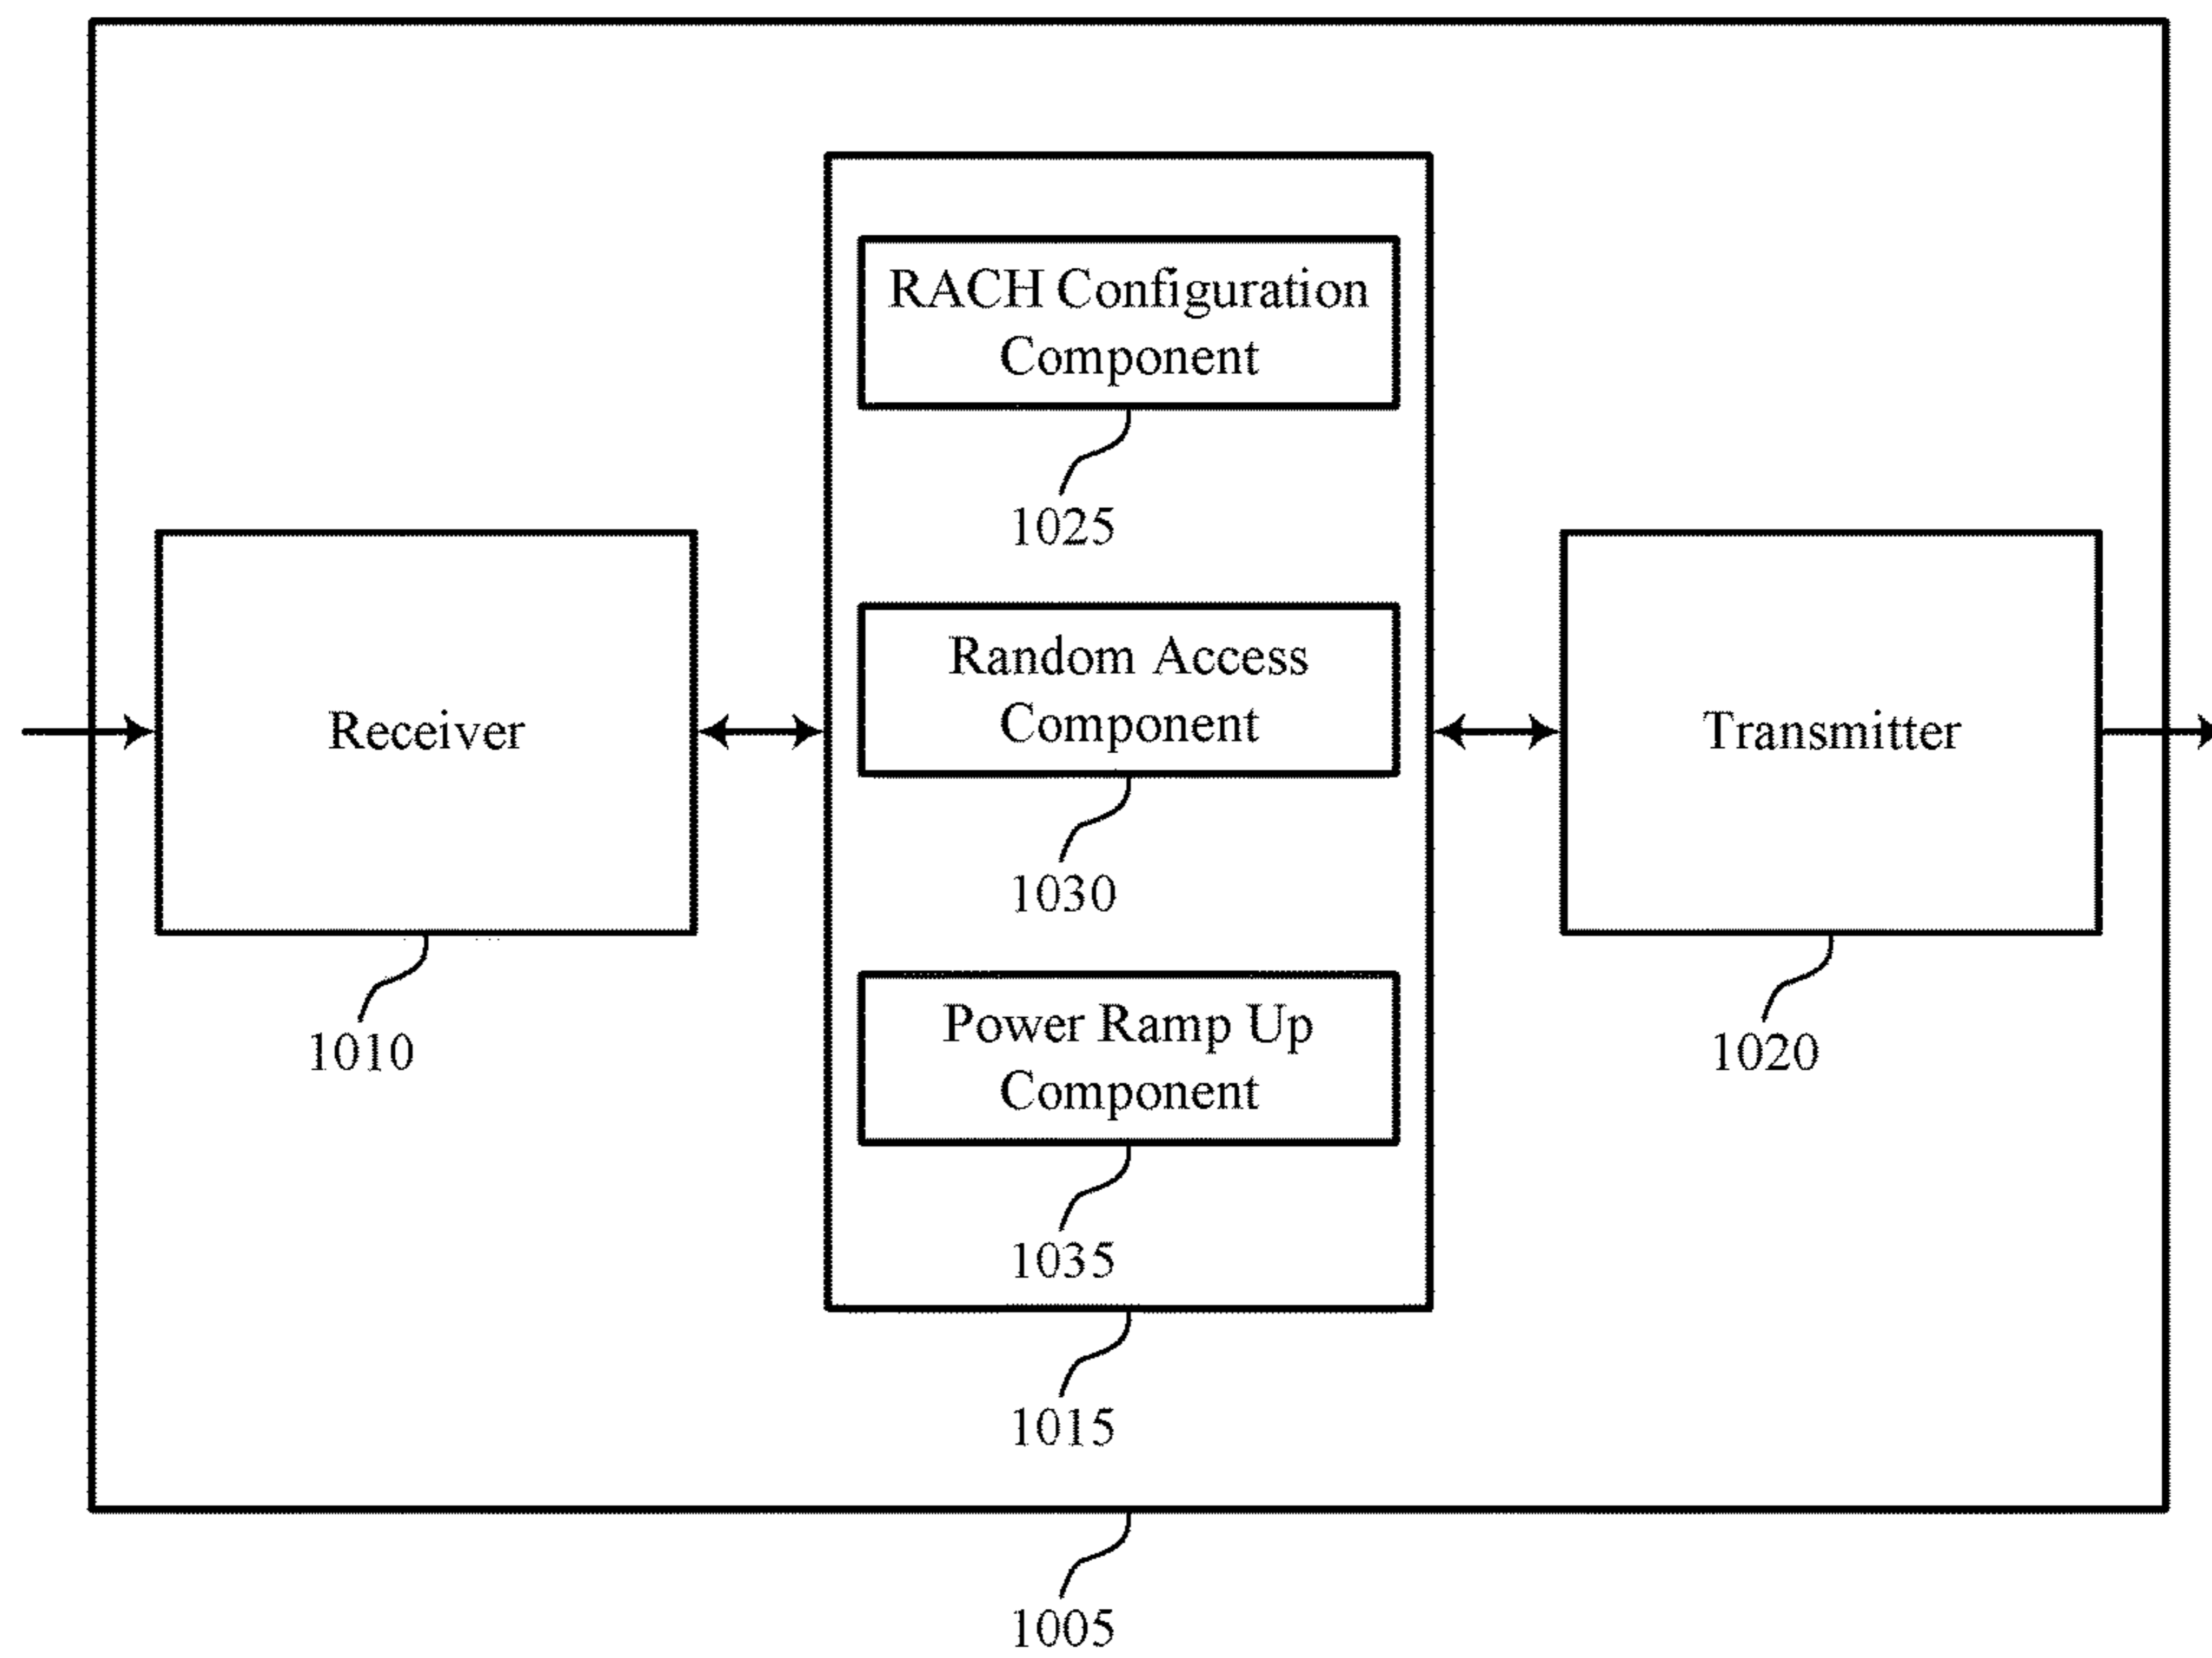 RACH Configuration
Component
1025
Random Access
Component
1030
Power Ramp Up
Component
1035
1015
Receiver
1010
Transmitter
1020
1005